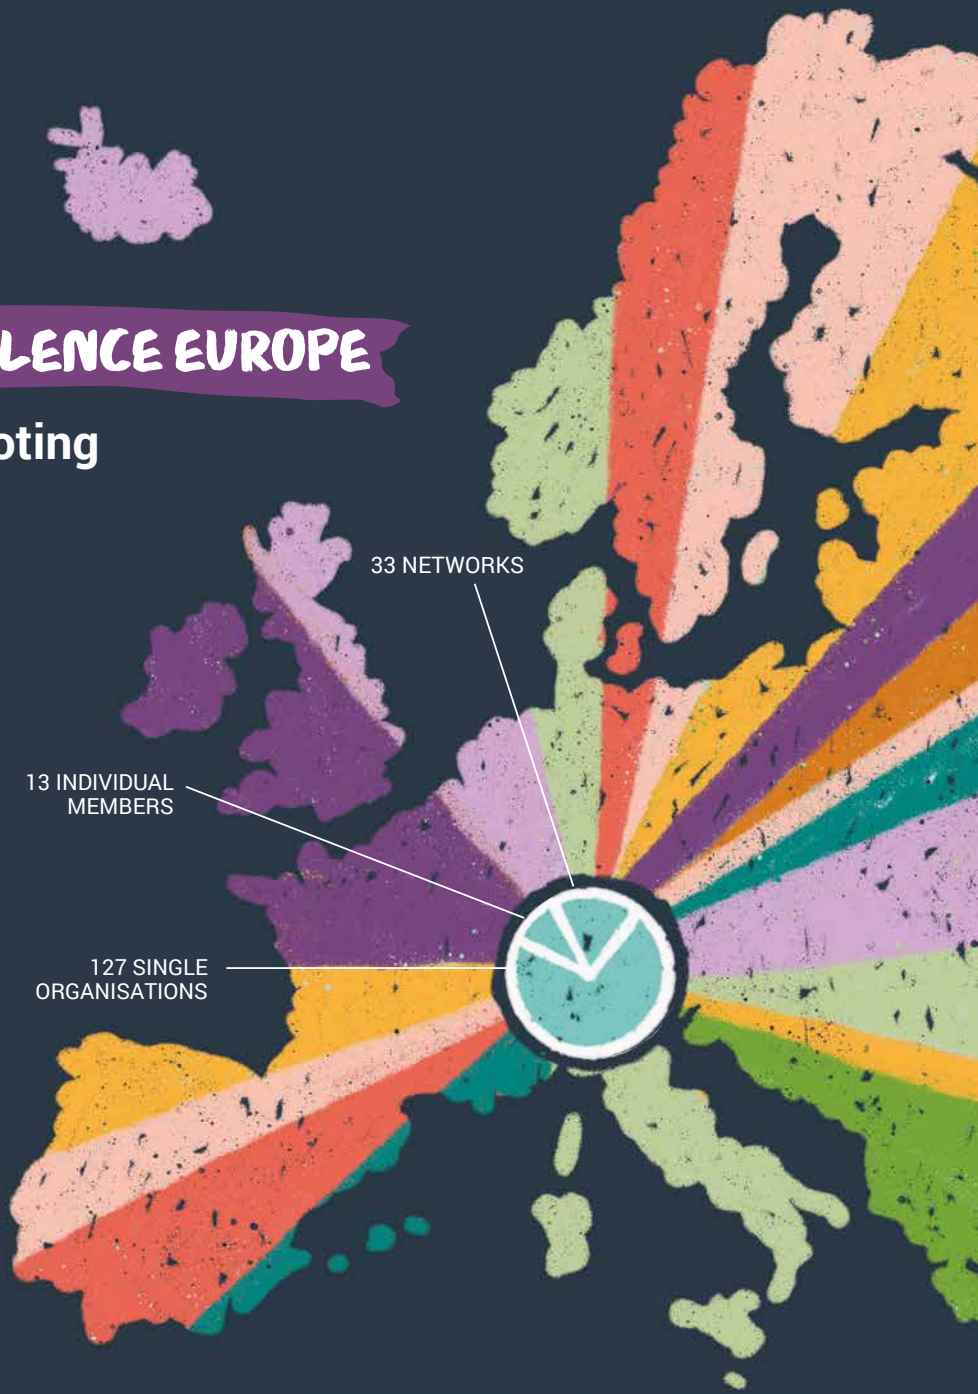 LENCE EUROPE
oting
33 NETWORKS
13 INDIVIDUAL
MEMBERS
127 SINGLE
ORGANISATIONS